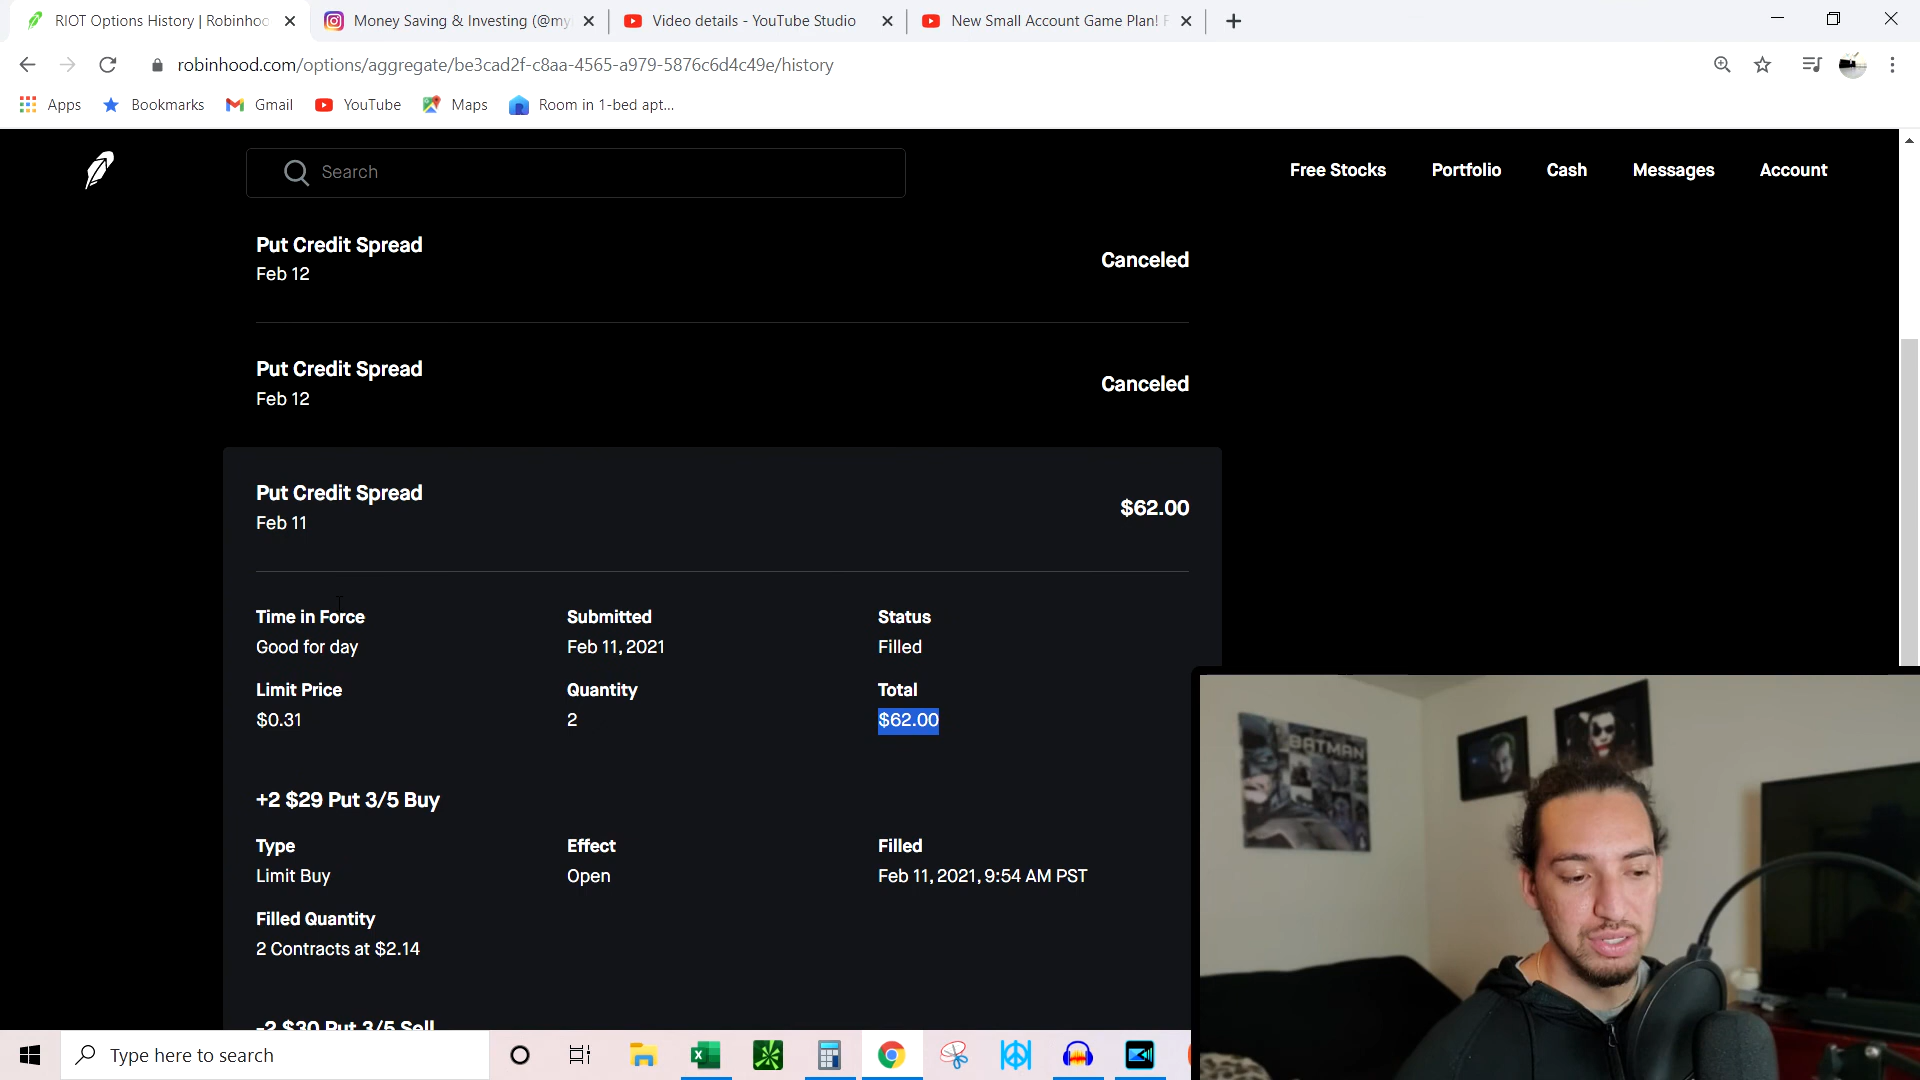 RIOT Options History | Robinhoo
Money Saving & Investing (@my
Video details - YouTube Studio
New Small Account Game Plan!
robinhood.com/options/aggregate/be3cad2f-c8aa-4565-a979-5876c6d4c49e/history
Apps
Bookmarks
Gmail
YouTube
Maps
Room in 1-bed apt...
Search
Free Stocks
Portfolio
Cash
Messages
Account
Put Credit Spread
Feb 12
Canceled
Put Credit Spread
Feb 12
Canceled
Put Credit Spread
Feb 11
$62.00
Time in Force
Good for day
Submitted
Feb 11, 2021
Status
Filled
Limit Price
$0.31
Quantity
2
Total
$62.00
+2 $29 Put 3/5 Buy
Type
Limit Buy
Effect
Open
Filled
Feb 11, 2021, 9:54 AM PST
Filled Quantity
2 Contracts at $2.14
-2 $30 Put 3/5 Sell
BATMAN
Type here to search